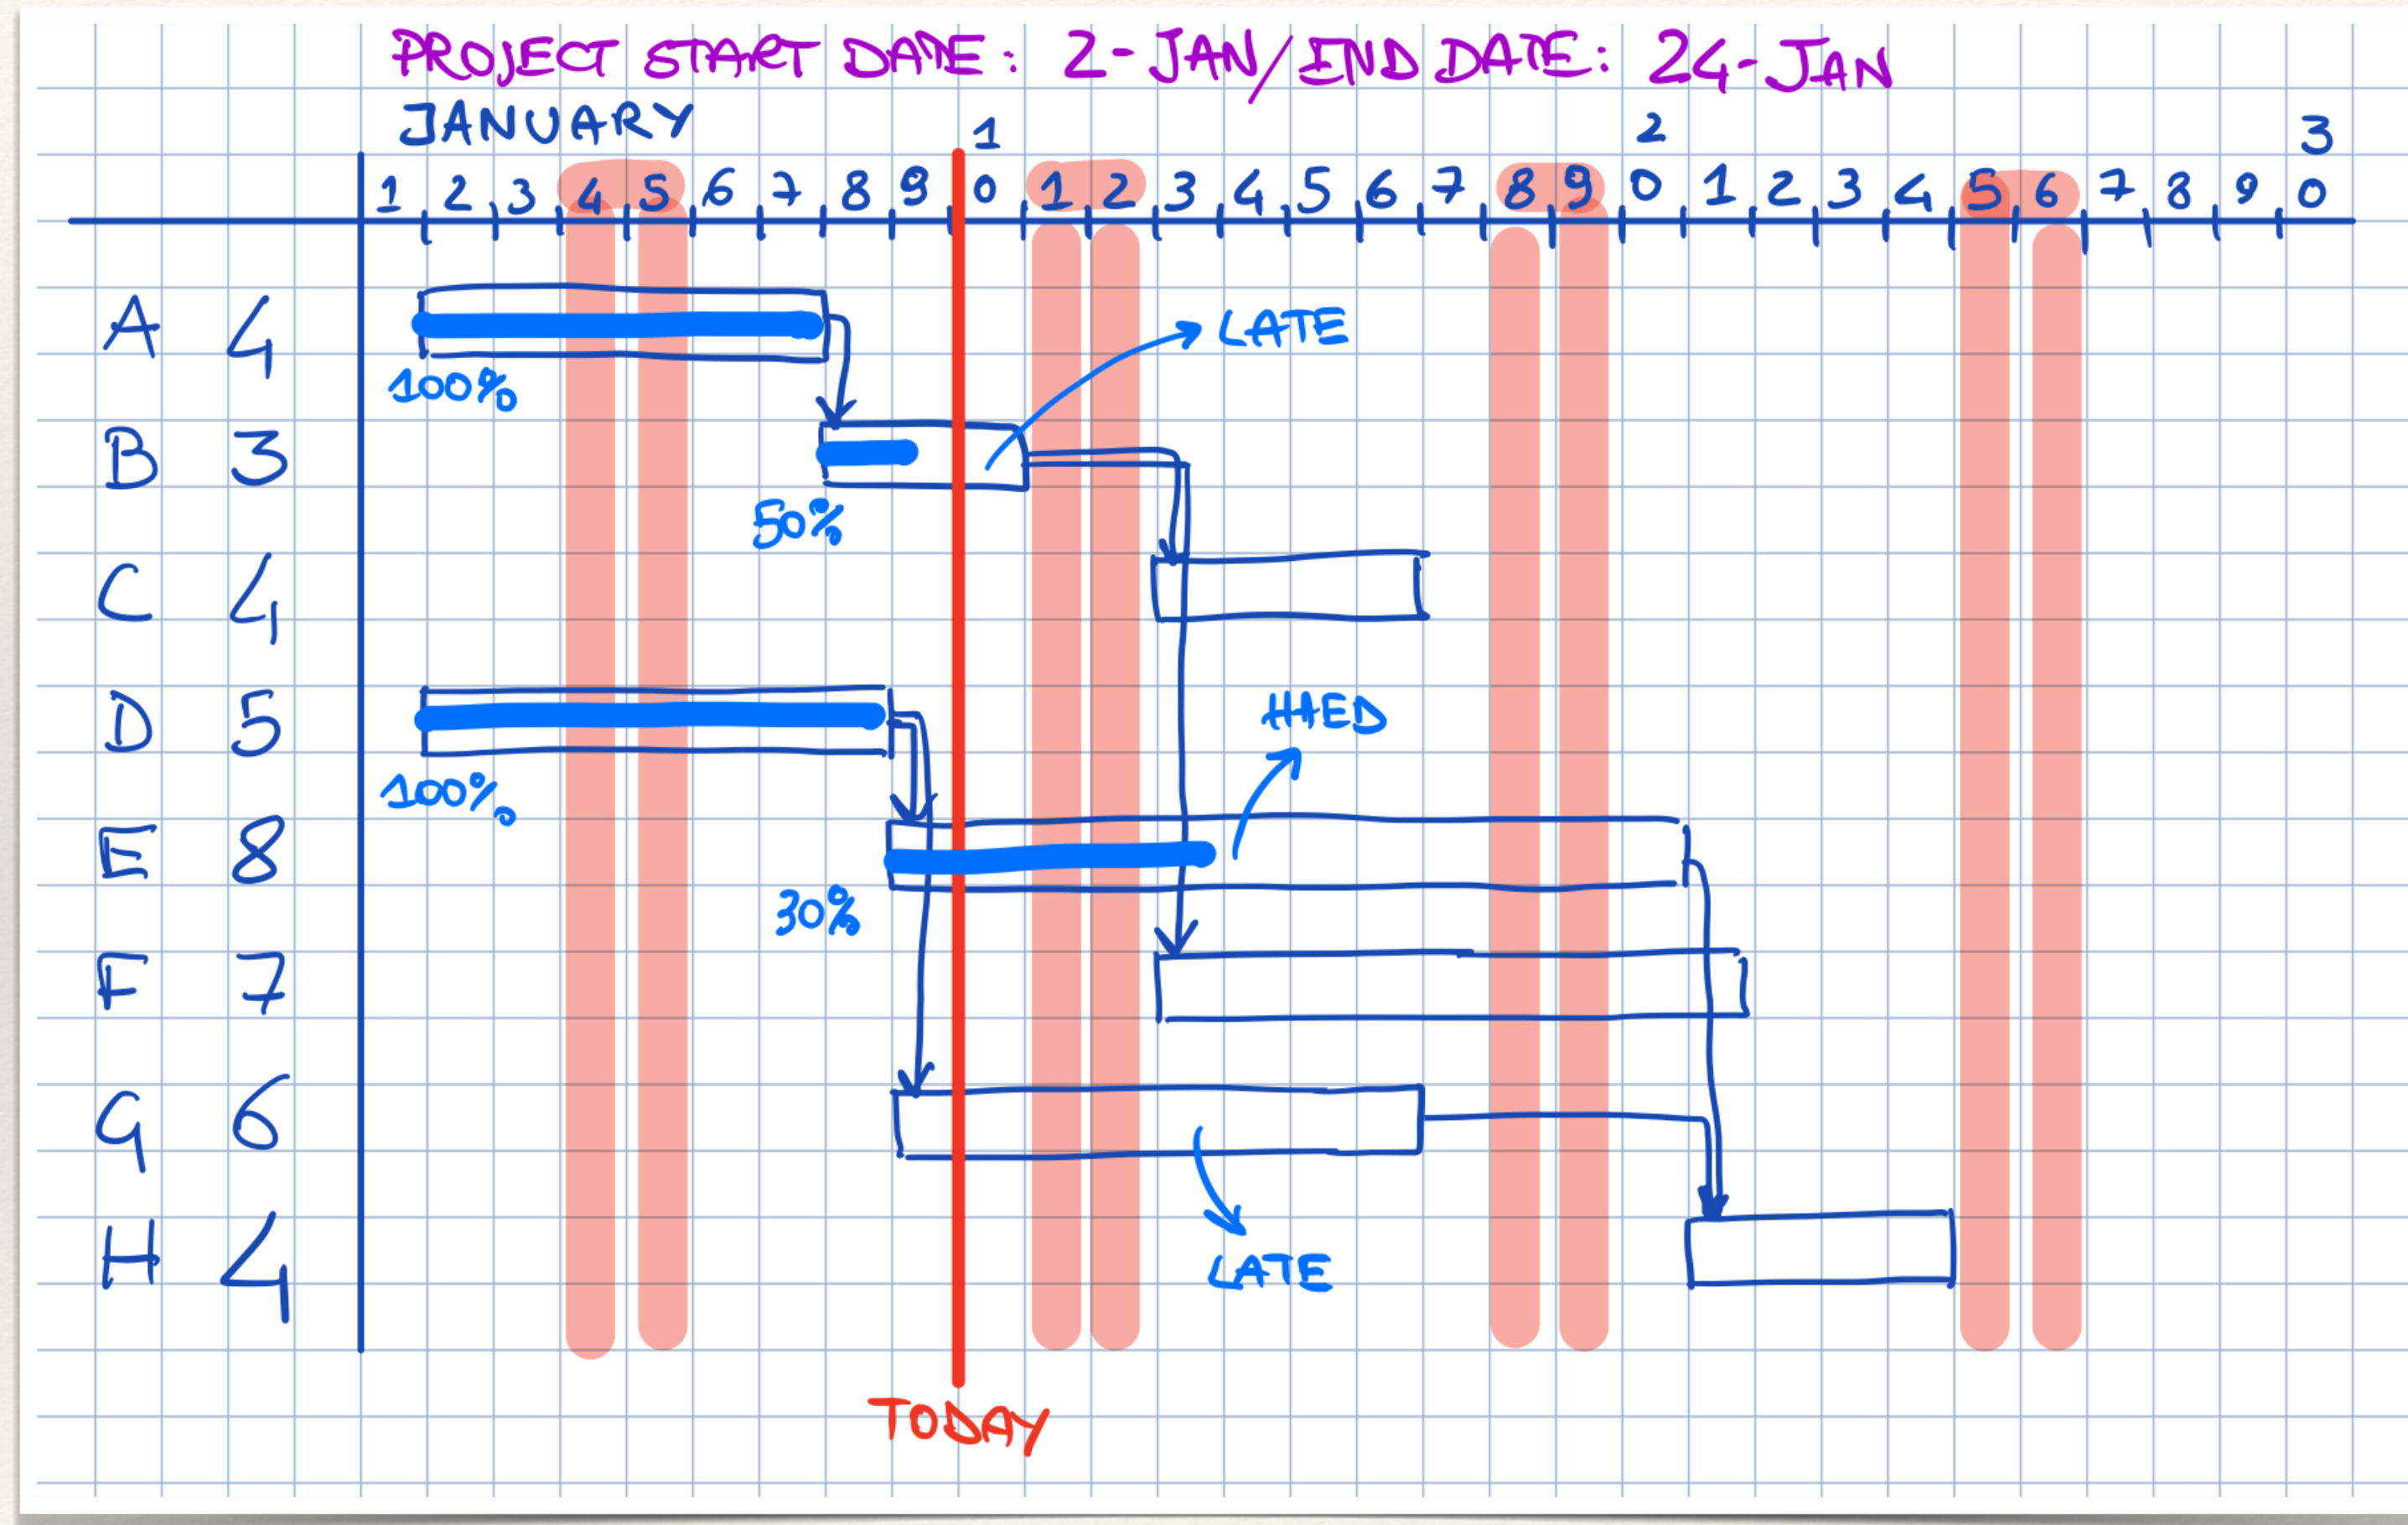 PROJECT START DATE: 2-JAN/END DATE: 24-JAN
JANUARY
1 2 3
1 2 3 4 5 6 7 8 9 0 1 2 3 4 5 6 7 8 9 0 1 2 3 4 5 6 7 8 9 0
A 4
LATE
100%
B 3
50%
C 4
D 5
100%
E 8
30%
F 7
G 6
H 4
LATE
TODAY